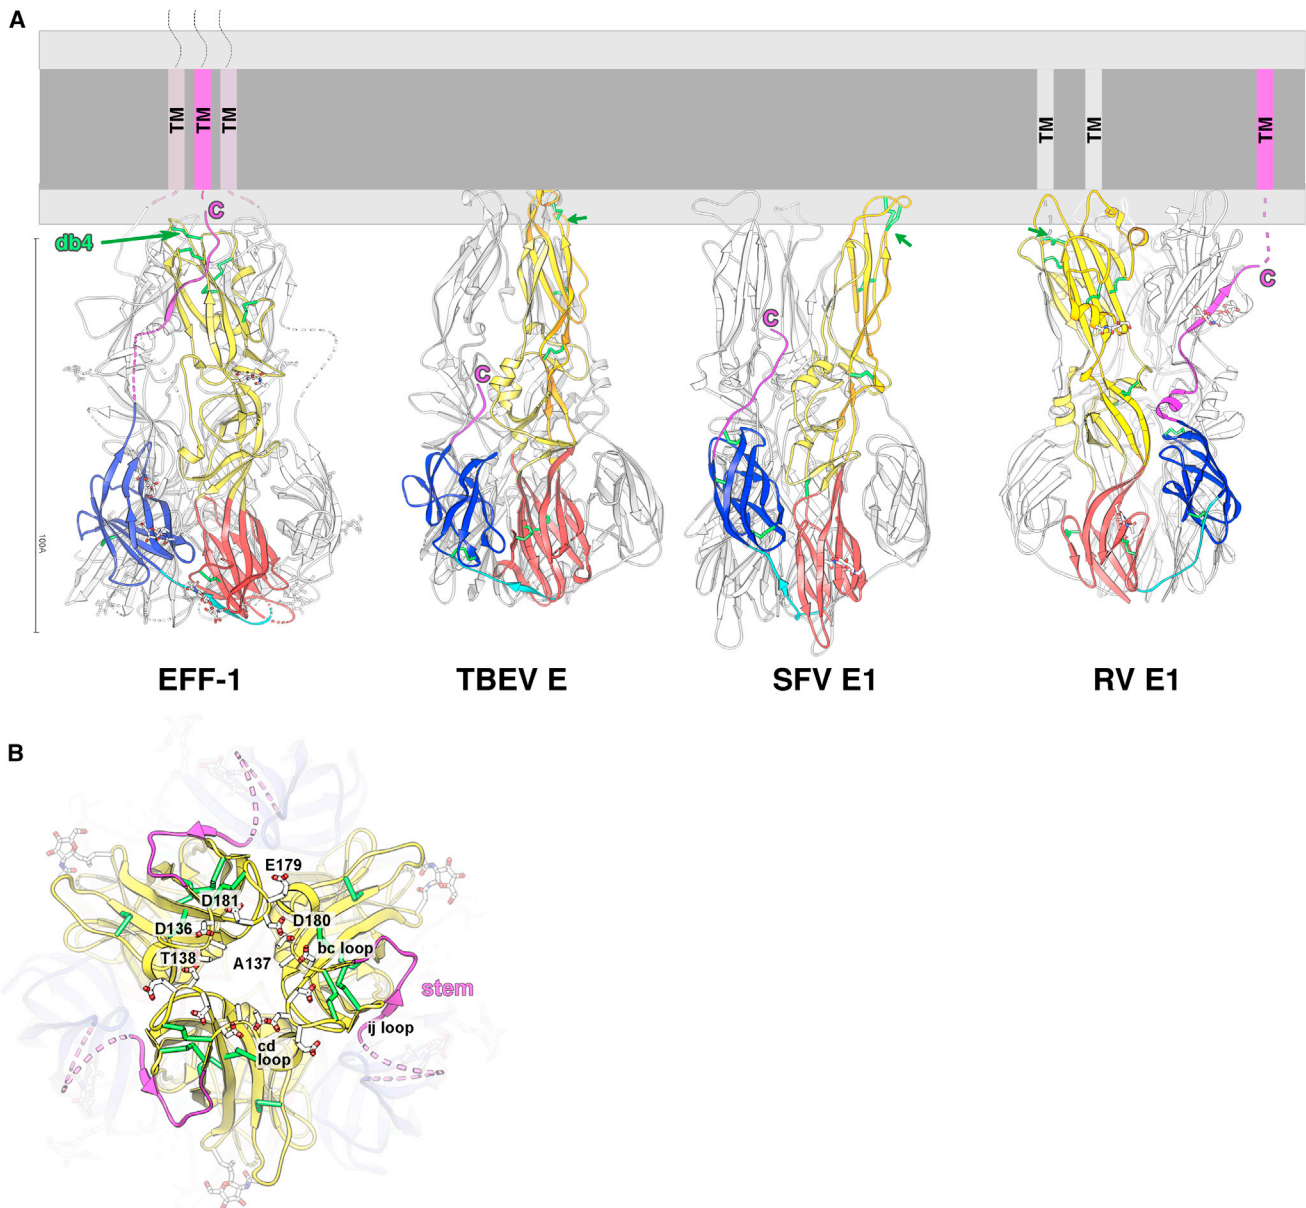 A
TM TM TM
TM TM
TM
C
db4
C
C
C
100Å
EFF-1
TBEV E
SFV E1
RV E1
B
E179
D181
D180
D136
bc loop
T138
A137
stem
ij loop
cd
loop